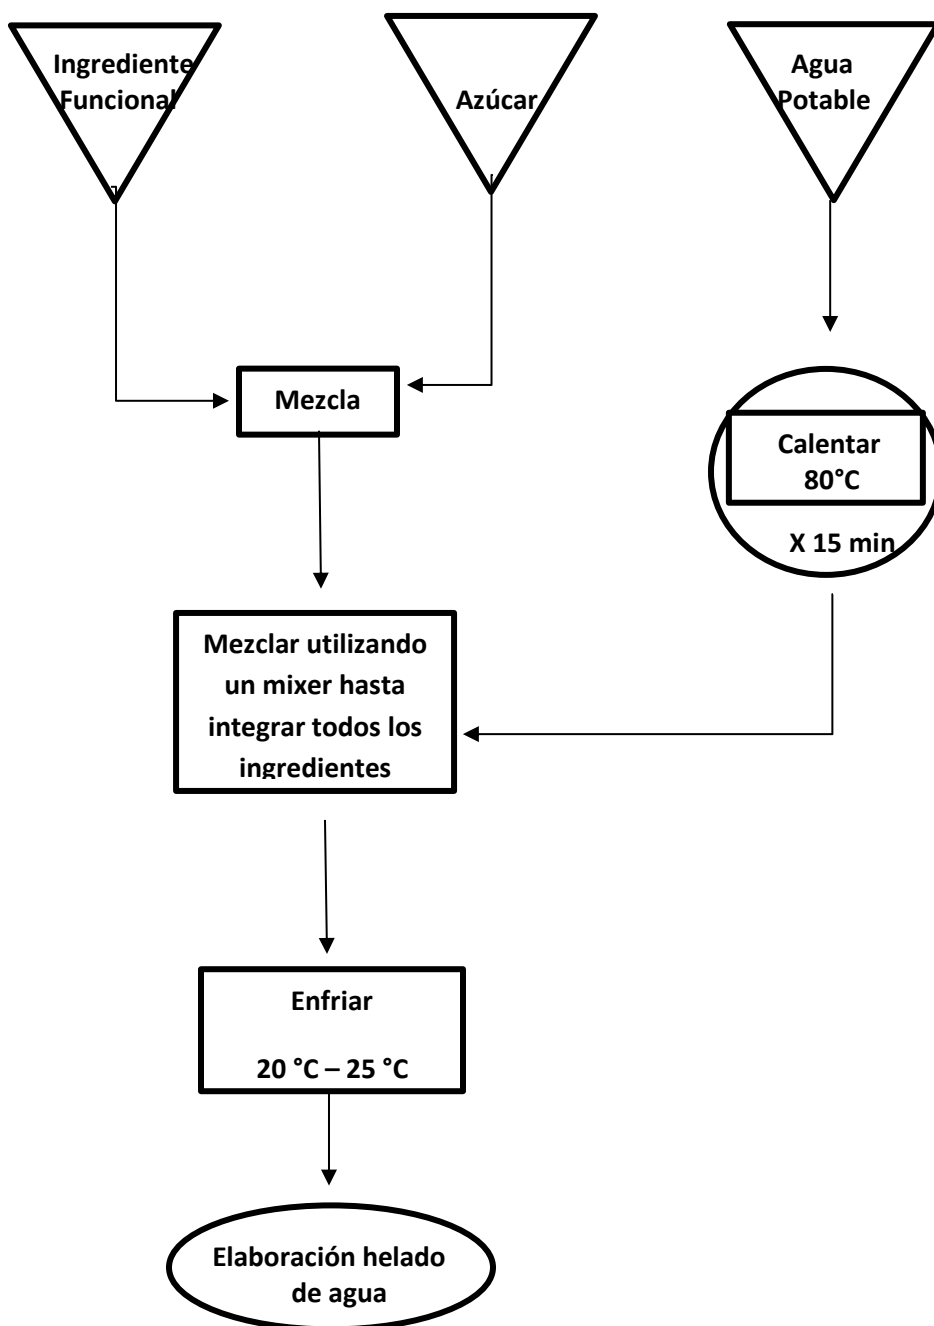 Ingrediente
Funcional
Azúcar
Agua
Potable
Mezcla
Calentar
80°C
X 15 min
Mezclar utilizando
un mixer hasta
integrar todos los
ingredientes
Enfriar
20 °C – 25 °C
Elaboración helado
de agua